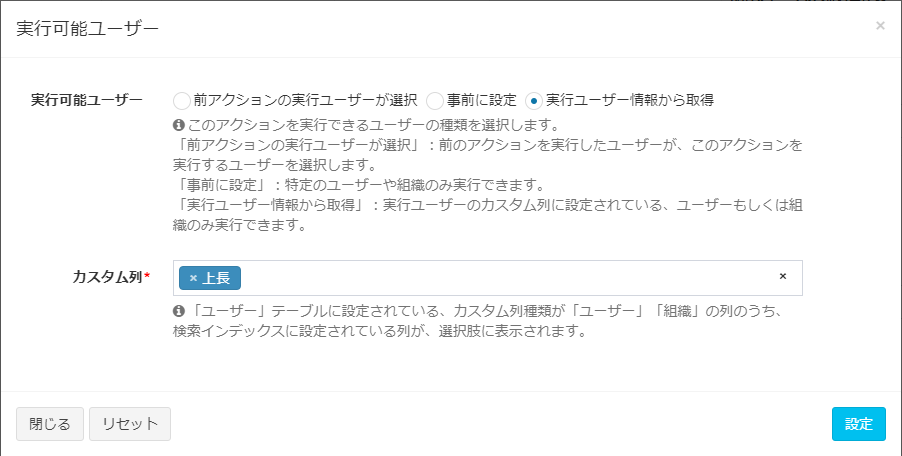 実行可能ユーザー
×
実行可能ユーザー 前アクションの実行ユーザーが選択 事前に設定 実行ユーザー情報から取得
このアクションを実行できるユーザーの種類を選択します。
「前アクションの実行ユーザーが選択」：前のアクションを実行したユーザーが、このアクションを
実行するユーザーを選択します。
「事前に設定」：特定のユーザーや組織のみ実行できます。
「実行ユーザー情報から取得」：実行ユーザーのカスタム列に設定されている、ユーザーもしくは組
織のみ実行できます。
カスタム列* × 上長 ×
「ユーザー」テーブルに設定されている、カスタム列種類が「ユーザー」「組織」の列のうち、
検索インデックスに設定されている列が、選択肢に表示されます。
閉じる リセット 設定